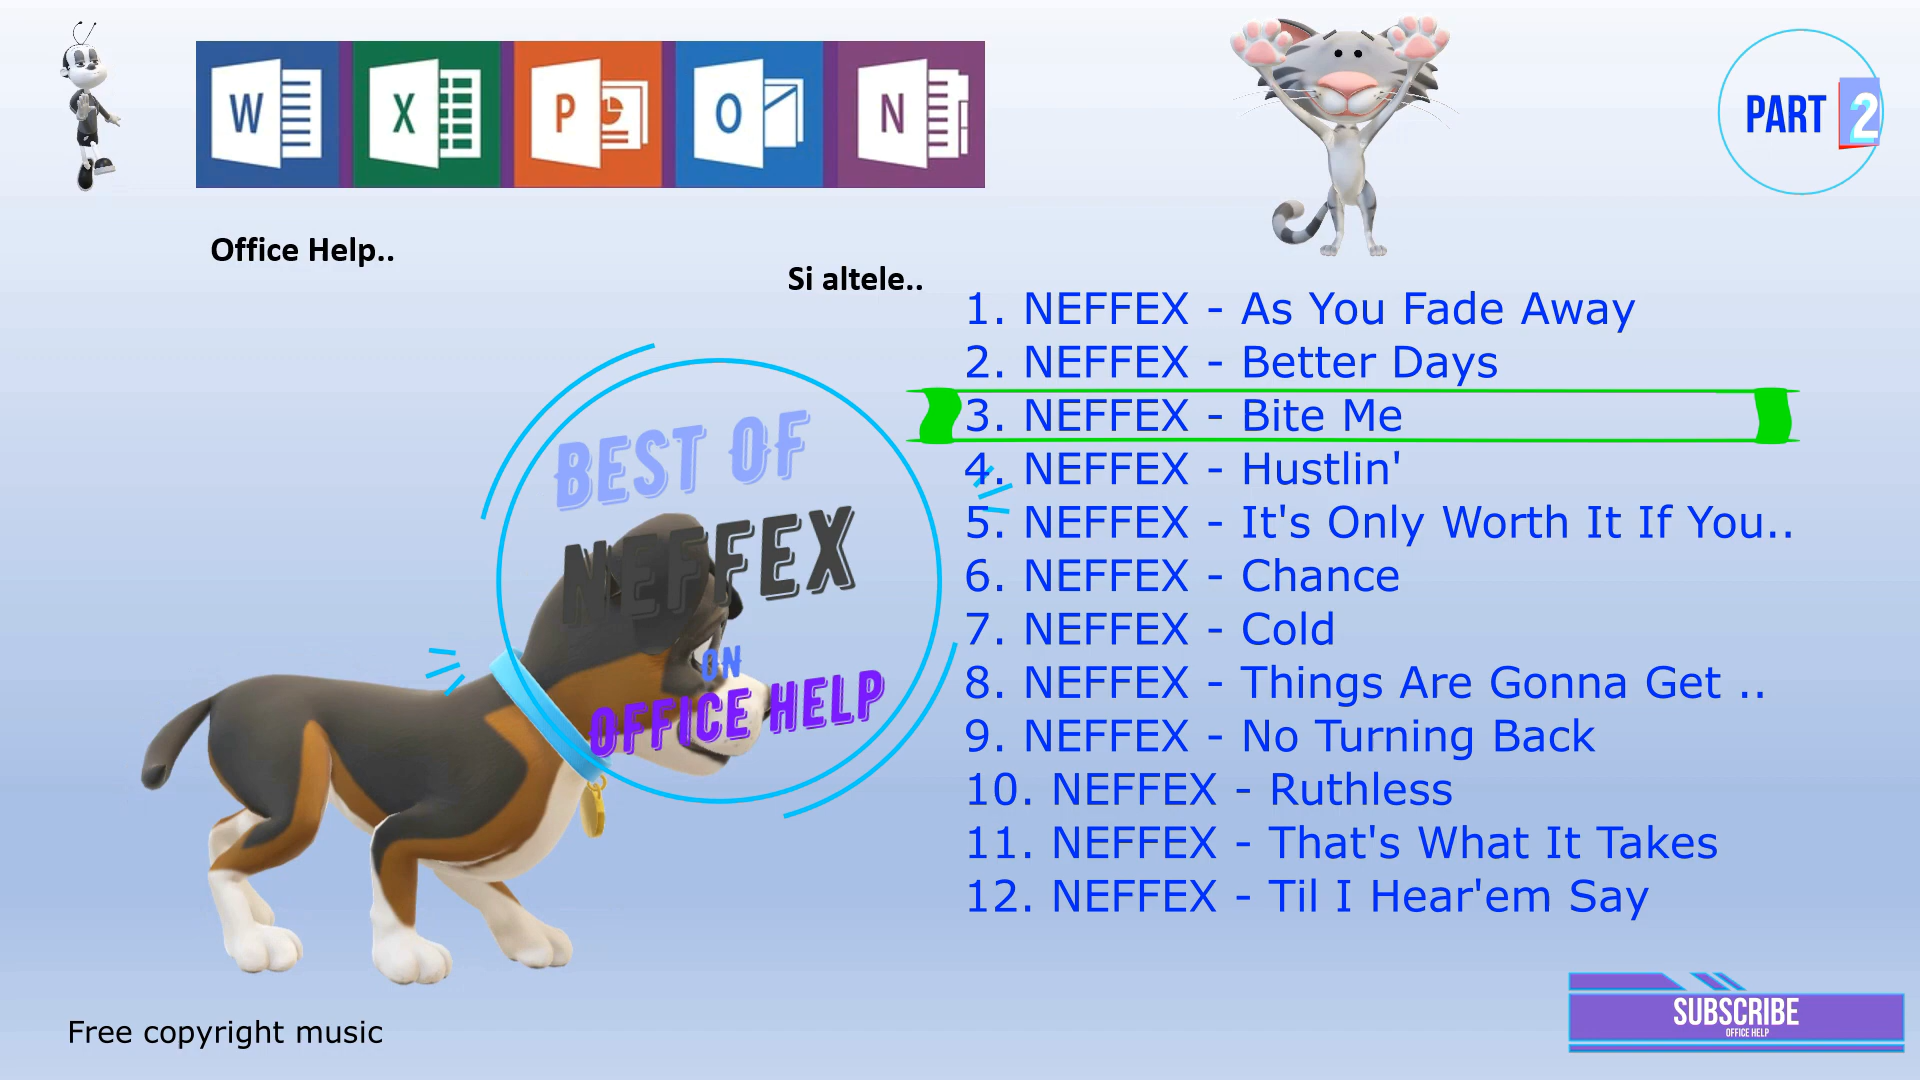 W X P O N
PART 2
Office Help..
Si altele..
1. NEFFEX - As You Fade Away
2. NEFFEX - Better Days
3. NEFFEX - Bite Me
4. NEFFEX - Hustlin'
5. NEFFEX - It's Only Worth It If You..
6. NEFFEX - Chance
7. NEFFEX - Cold
8. NEFFEX - Things Are Gonna Get ..
9. NEFFEX - No Turning Back
10. NEFFEX - Ruthless
11. NEFFEX - That's What It Takes
12. NEFFEX - Til I Hear'em Say
BEST OF
NEFFEX
ON
OFFICE HELP
Free copyright music
SUBSCRIBE
OFFICE HELP